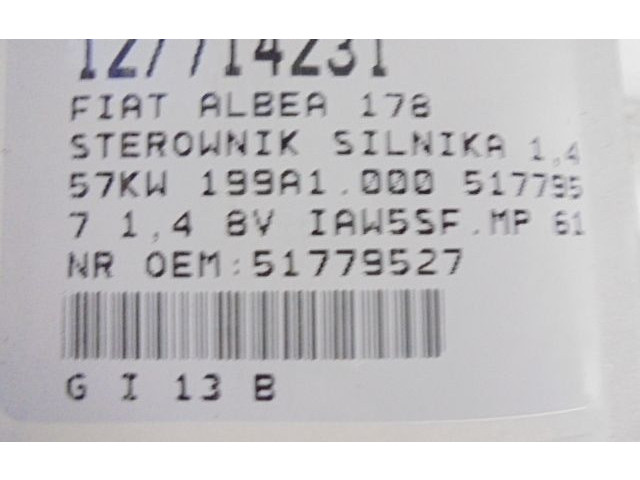 127714231
FIAT ALBEA 178
STEROWNIK SILNIKA 1,4
57KW 199A1.000 517795
7 1,4 8V IAW5SF.MP 61
NR OEM:51779527
G I 13 B